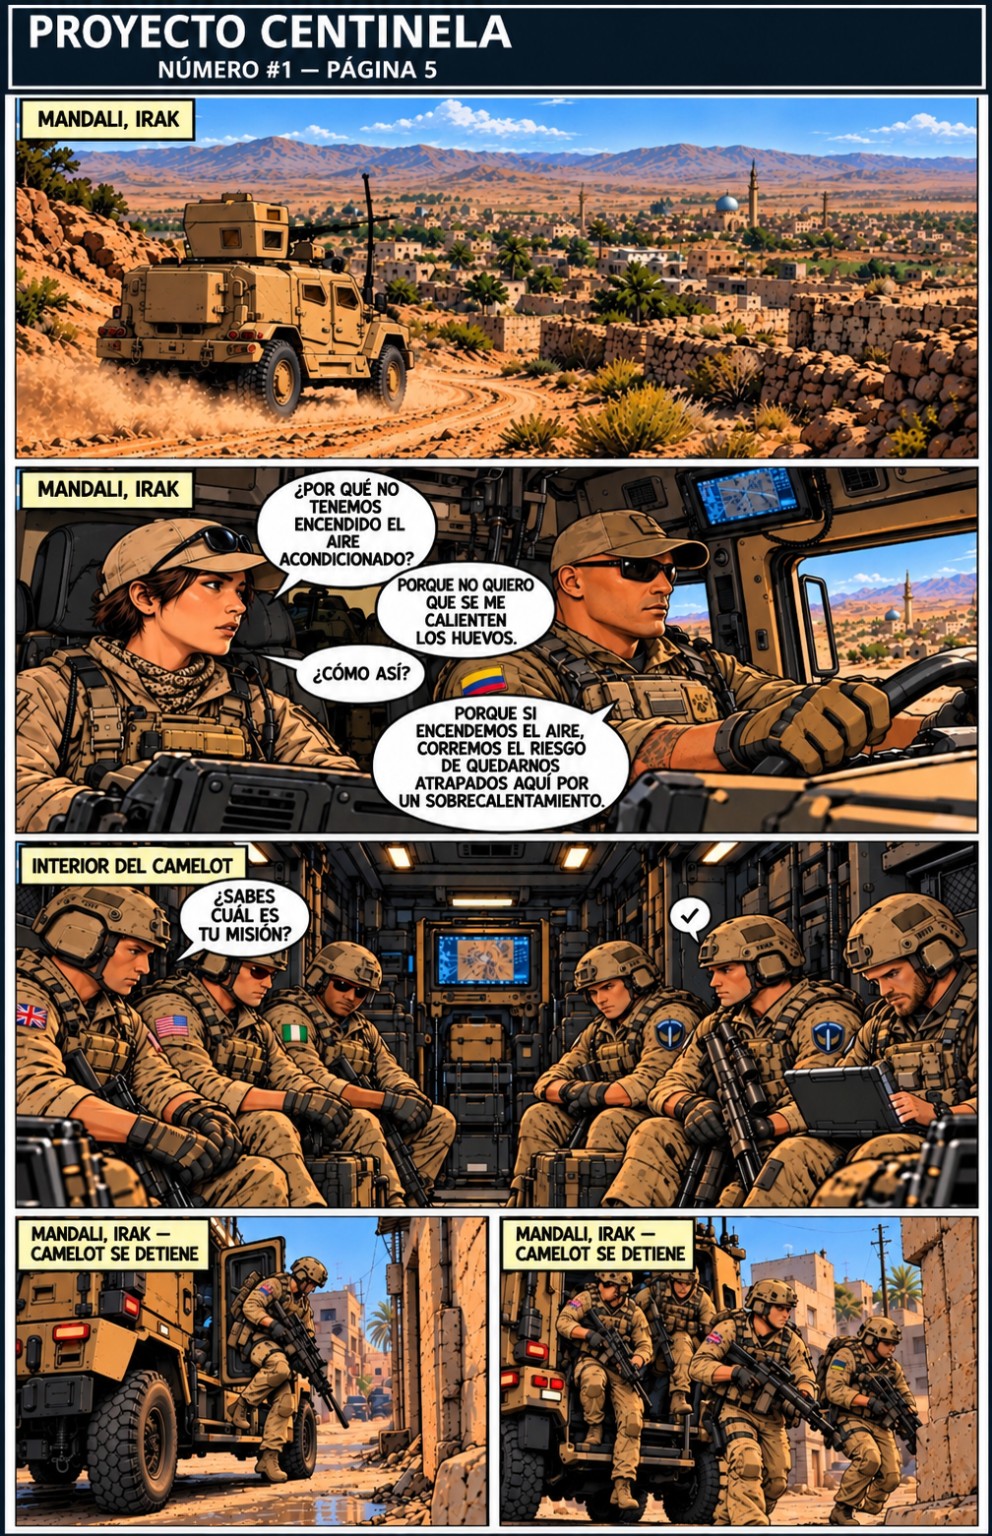 PROYECTO CENTINELA
NÚMERO #1 — PÁGINA 5
MANDALI, IRAK
MANDALI, IRAK
¿POR QUÉ NO
TENEMOS
ENCENDIDO EL
AIRE
ACONDICIONADO?
PORQUE NO QUIERO
QUE SE ME
CALIENTEN
LOS HUEVOS.
¿CÓMO ASÍ?
PORQUE SI
ENCENDEMOS EL AIRE,
CORREMOS EL RIESGO
DE QUEDARNOS
ATRAPADOS AQUÍ POR
UN SOBRECALENTAMIENTO.
INTERIOR DEL CAMELOT
¿SABES
CUÁL ES
TU MISIÓN?
MANDALI, IRAK —
CAMELOT SE DETIENE
MANDALI, IRAK —
CAMELOT SE DETIENE